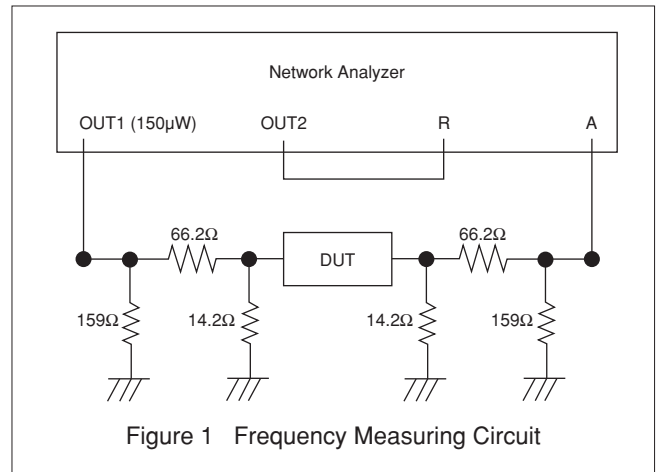 Network Analyzer
OUT1 (150µW) OUT2 R A
66.2Ω 66.2Ω
DUT
159Ω 14.2Ω 14.2Ω 159Ω
Figure 1 Frequency Measuring Circuit